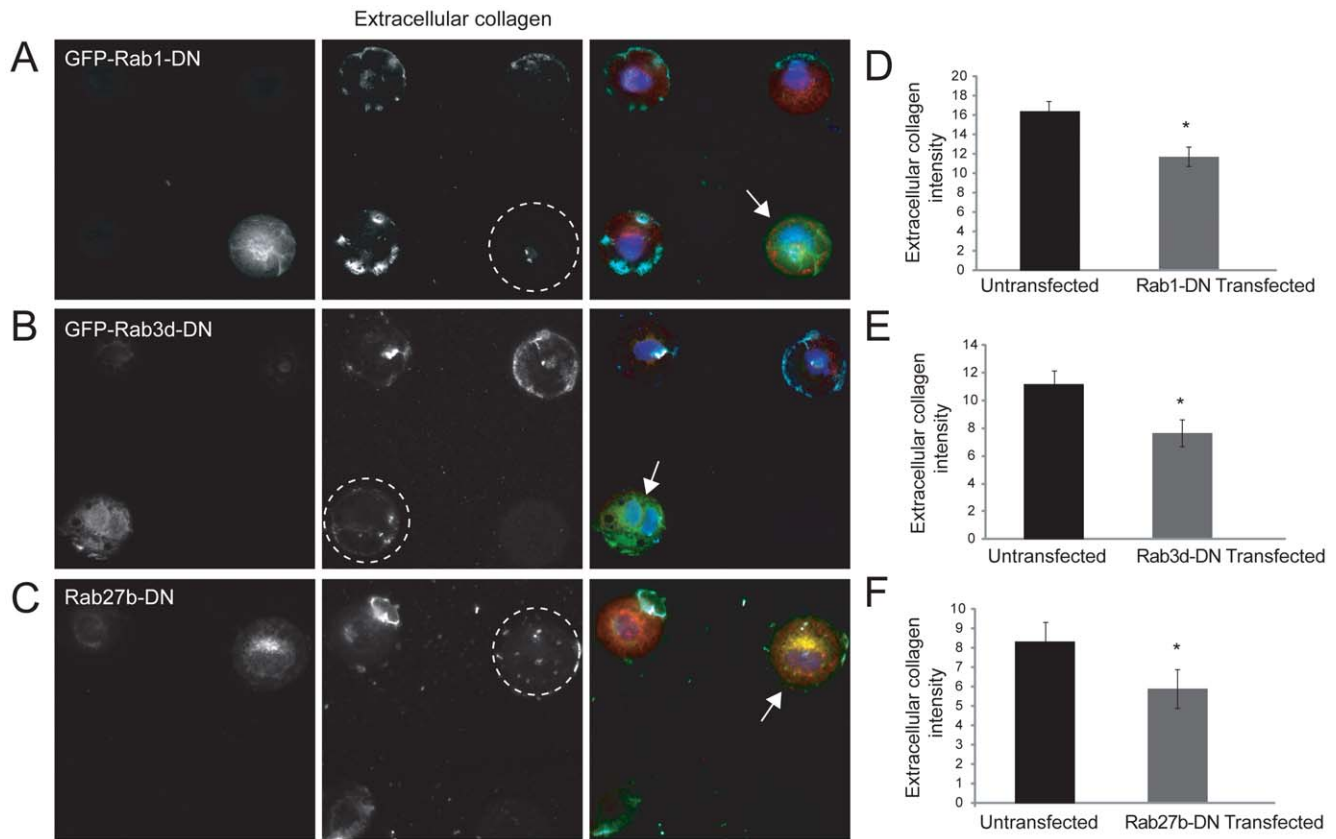 Extracellular collagen
A
GFP-Rab1-DN
B
GFP-Rab3d-DN
C
Rab27b-DN
D
Extracellular collagen
intensity
20
18
16
14
12
10
8
6
4
2
0
*
Untransfected
Rab1-DN Transfected
E
Extracellular collagen
intensity
14
12
10
8
6
4
2
0
*
Untransfected
Rab3d-DN Transfected
F
Extracellular collagen
intensity
10
9
8
7
6
5
4
3
2
1
0
*
Untransfected
Rab27b-DN Transfected